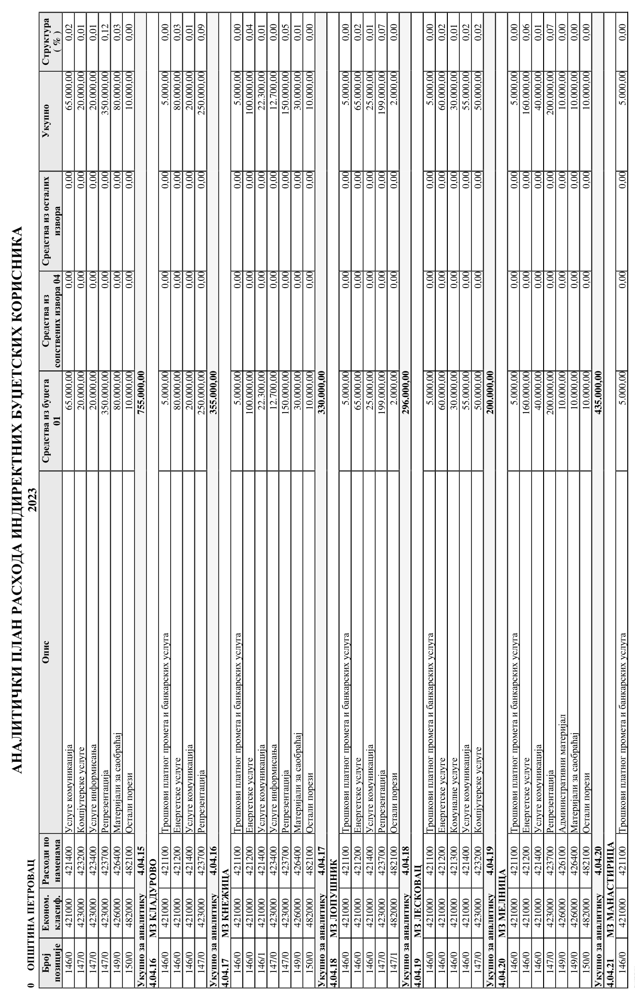 АНАЛИТИЧКИ ПЛАН РАСХОДА ИНДИРЕКТНИХ БУЏЕТСКИХ КОРИСНИКА
2023
0 ОПШТИНА ПЕТРОВАЦ
Број позиције Економ. класиф. Расходи по наменама Опис Средства из буџета 01 Средства из сопствених извора 04 Средства из осталих извора Укупно Структура ( % )
146/0 421000 421400 Услуге комуникација 65.000,00 0,00 0,00 65.000,00 0,02
147/0 423000 423200 Компјутерске услуге 20.000,00 0,00 0,00 20.000,00 0,01
147/0 423000 423400 Услуге информисања 20.000,00 0,00 0,00 20.000,00 0,01
147/0 423000 423700 Репрезентација 350.000,00 0,00 0,00 350.000,00 0,12
149/0 426000 426400 Материјали за саобраћај 80.000,00 0,00 0,00 80.000,00 0,03
150/0 482000 482100 Остали порези 10.000,00 0,00 0,00 10.000,00 0,00
Укупно за аналитику 4.04.15 755.000,00
4.04.16 МЗ КЛАДУРОВО
146/0 421000 421100 Трошкови платног промета и банкарских услуга 5.000,00 0,00 0,00 5.000,00 0,00
146/0 421000 421200 Енергетске услуге 80.000,00 0,00 0,00 80.000,00 0,03
146/0 421000 421400 Услуге комуникација 20.000,00 0,00 0,00 20.000,00 0,01
147/0 423000 423700 Репрезентација 250.000,00 0,00 0,00 250.000,00 0,09
Укупно за аналитику 4.04.16 355.000,00
4.04.17 МЗ КНЕЖИЦА
146/0 421000 421100 Трошкови платног промета и банкарских услуга 5.000,00 0,00 0,00 5.000,00 0,00
146/0 421000 421200 Енергетске услуге 100.000,00 0,00 0,00 100.000,00 0,04
146/1 421000 421400 Услуге комуникација 22.300,00 0,00 0,00 22.300,00 0,01
147/0 423000 423400 Услуге информисања 12.700,00 0,00 0,00 12.700,00 0,00
147/0 423000 423700 Репрезентација 150.000,00 0,00 0,00 150.000,00 0,05
149/0 426000 426400 Материјали за саобраћај 30.000,00 0,00 0,00 30.000,00 0,01
150/0 482000 482100 Остали порези 10.000,00 0,00 0,00 10.000,00 0,00
Укупно за аналитику 4.04.17 330.000,00
4.04.18 МЗ ЛОПУШНИК
146/0 421000 421100 Трошкови платног промета и банкарских услуга 5.000,00 0,00 0,00 5.000,00 0,00
146/0 421000 421200 Енергетске услуге 65.000,00 0,00 0,00 65.000,00 0,02
146/0 421000 421400 Услуге комуникација 25.000,00 0,00 0,00 25.000,00 0,01
147/0 423000 423700 Репрезентација 199.000,00 0,00 0,00 199.000,00 0,07
147/1 482000 482100 Остали порези 2.000,00 0,00 0,00 2.000,00 0,00
Укупно за аналитику 4.04.18 296.000,00
4.04.19 МЗ ЛЕСКОВАЦ
146/0 421000 421100 Трошкови платног промета и банкарских услуга 5.000,00 0,00 0,00 5.000,00 0,00
146/0 421000 421200 Енергетске услуге 60.000,00 0,00 0,00 60.000,00 0,02
146/0 421000 421300 Комуналне услуге 30.000,00 0,00 0,00 30.000,00 0,01
146/0 421000 421400 Услуге комуникација 55.000,00 0,00 0,00 55.000,00 0,02
147/0 423000 423200 Компјутерске услуге 50.000,00 0,00 0,00 50.000,00 0,02
Укупно за аналитику 4.04.19 200.000,00
4.04.20 МЗ МЕЛНИЦА
146/0 421000 421100 Трошкови платног промета и банкарских услуга 5.000,00 0,00 0,00 5.000,00 0,00
146/0 421000 421200 Енергетске услуге 160.000,00 0,00 0,00 160.000,00 0,06
146/0 421000 421400 Услуге комуникација 40.000,00 0,00 0,00 40.000,00 0,01
147/0 423000 423700 Репрезентација 200.000,00 0,00 0,00 200.000,00 0,07
149/0 426000 426100 Административни материјал 10.000,00 0,00 0,00 10.000,00 0,00
149/0 426000 426400 Материјали за саобраћај 10.000,00 0,00 0,00 10.000,00 0,00
150/0 482000 482100 Остали порези 10.000,00 0,00 0,00 10.000,00 0,00
Укупно за аналитику 4.04.20 435.000,00
4.04.21 МЗ МАНАСТИРИЦА
146/0 421000 421100 Трошкови платног промета и банкарских услуга 5.000,00 0,00 0,00 5.000,00 0,00